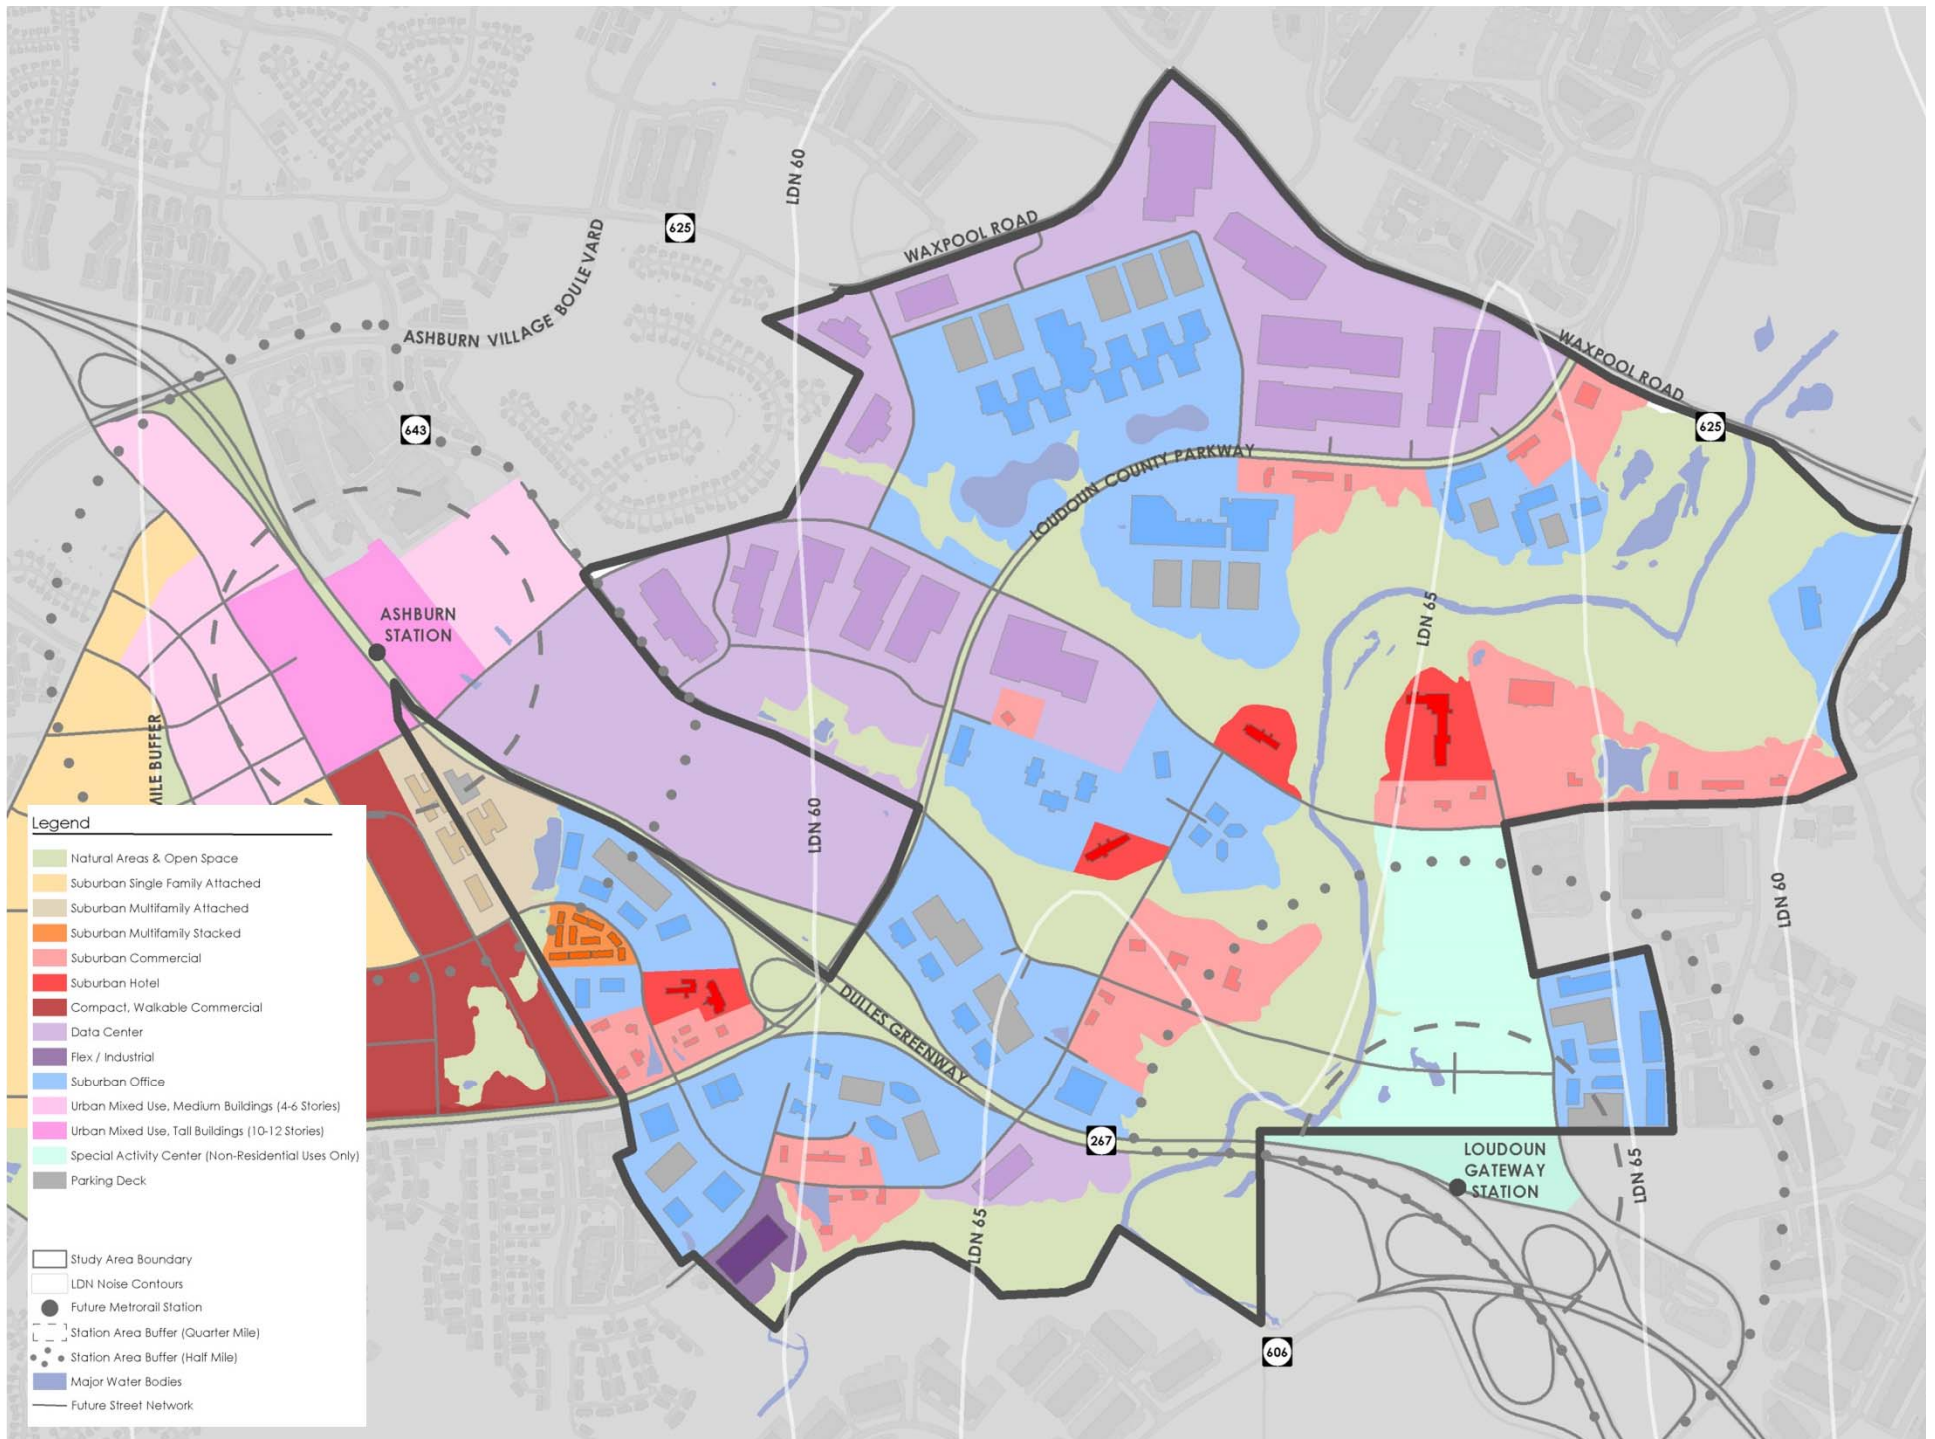 LDN 60
WAXPOOL ROAD
625
ASHBURN VILLAGE BOULEVARD
WAXPOOL ROAD
625
643
LOUDOUN COUNTY PARKWAY
ASHBURN
STATION
LDN 65
MILE BUFFER
LDN 60
LDN 60
DULLES GREENWAY
267
LOUDOUN
GATEWAY
STATION
LDN 65
LDN 65
606
Legend
Natural Areas & Open Space
Suburban Single Family Attached
Suburban Multifamily Attached
Suburban Multifamily Stacked
Suburban Commercial
Suburban Hotel
Compact, Walkable Commercial
Data Center
Flex / Industrial
Suburban Office
Urban Mixed Use, Medium Buildings (4-6 Stories)
Urban Mixed Use, Tall Buildings (10-12 Stories)
Special Activity Center (Non-Residential Uses Only)
Parking Deck
Study Area Boundary
LDN Noise Contours
Future Metrorail Station
Station Area Buffer (Quarter Mile)
Station Area Buffer (Half Mile)
Major Water Bodies
Future Street Network